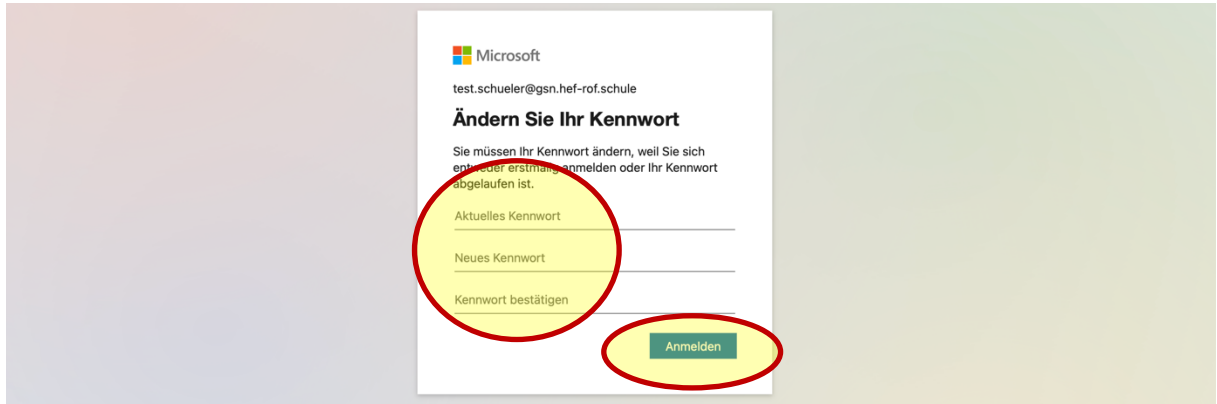 Microsoft
test.schueler@gsn.hef-rof.schule
Ändern Sie Ihr Kennwort
Sie müssen Ihr Kennwort ändern, weil Sie sich
entweder erstmalig anmelden oder Ihr Kennwort
abgelaufen ist.
Aktuelles Kennwort
Neues Kennwort
Kennwort bestätigen
Anmelden